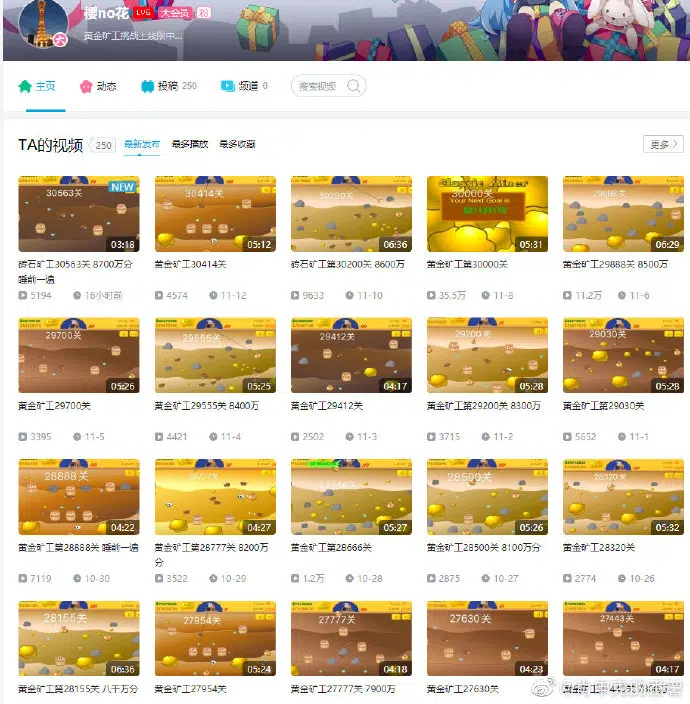 樱no花 LV6 大会员 粉
黄金矿工挑战上线限中...
主页 动态 投稿 250 频道 0 搜索视频
TA的视频 250 最新发布 最多播放 最多收藏 更多
30563关 NEW 03:18
30414关 05:12
30200关 06:36
30000关 Your Next Goal is 05:31
29888关 06:29
砖石矿工30563关 8700万分
睡前一遍
黄金矿工30414关
砖石矿工第30200关 8600万
黄金矿工第30000关
黄金矿工29888关 8500万
5194 16小时前
4574 11-12
9633 11-10
35.5万 11-8
11.2万 11-6
29700关 05:26
29555关 05:25
29412关 04:17
29200关 05:28
29030关 05:28
黄金矿工29700关
黄金矿工29555关 8400万
黄金矿工29412关
黄金矿工第29200关 8300万
黄金矿工第29030关
3395 11-5
4421 11-4
2502 11-3
3715 11-2
5652 11-1
28888关 04:22
28777关 04:27
05:27
28500关 05:26
28320关 05:32
黄金矿工第28888关 睡前一遍
黄金矿工第28777关 8200万
分
黄金矿工第28666关
黄金矿工28500关 8100万分
黄金矿工28320关
7119 10-30
3522 10-29
1.2万 10-28
2875 10-27
2774 10-26
28155关 06:36
27954关 05:24
27777关 04:18
27630关 04:23
27443关 04:17
黄金矿工第28155关 八千万分
黄金矿工27954关
黄金矿工27777关 7900万
黄金矿工27630关